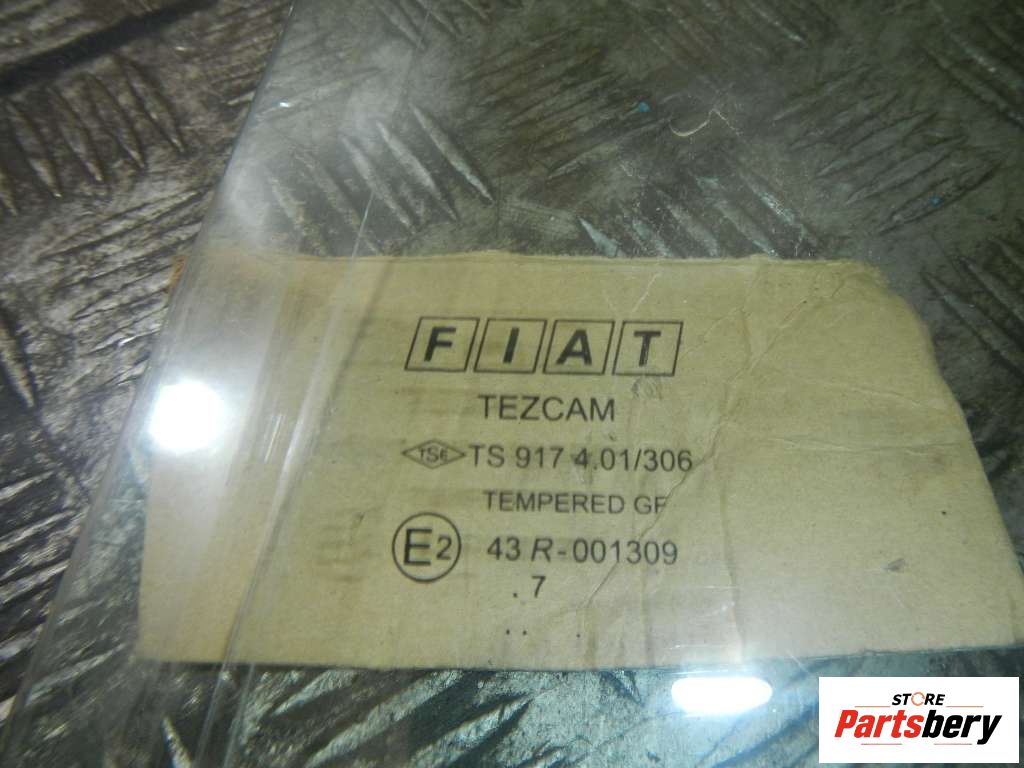 FIAT
TEZCAM
TSE TS 917 4.01/306
TEMPERED GF
E2 43 R-001309
. 7
.. .
STORE
Partsbery